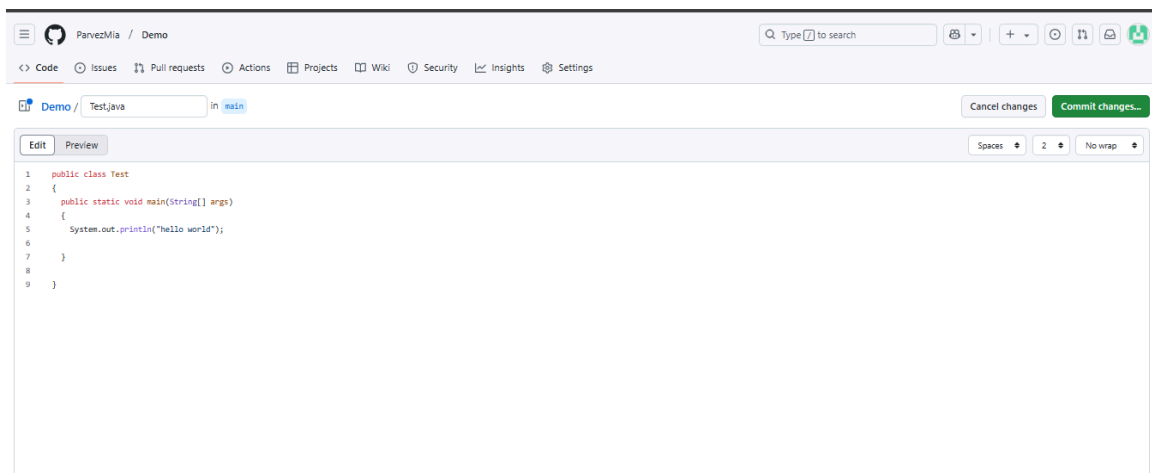 ParvezMia / Demo
Type / to search
Code Issues Pull requests Actions Projects Wiki Security Insights Settings
Demo / Test.java in main
Cancel changes Commit changes...
Edit Preview
Spaces 2 No wrap
1 public class Test
2 {
3 public static void main(String[] args)
4 {
5 System.out.println("hello world");
6
7 }
8
9 }